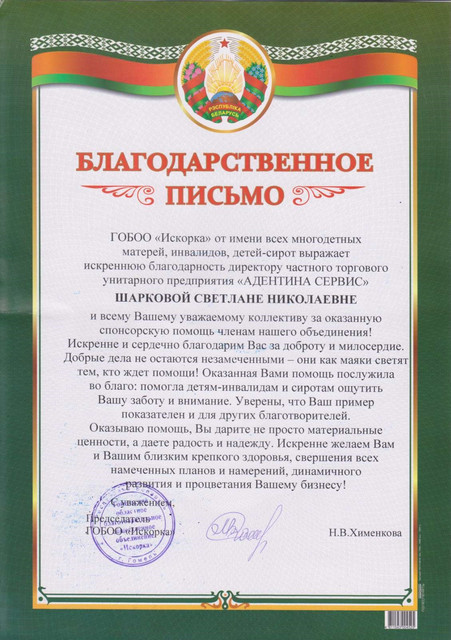 РЭСПУБЛІКА
БЕЛАРУСЬ
БЛАГОДАРСТВЕННОЕ
ПИСЬМО
ГОБОО «Искорка» от имени всех многодетных
матерей, инвалидов, детей-сирот выражает
искреннюю благодарность директору частного торгового
унитарного предприятия «АДЕНТИНА СЕРВИС»
ШАРКОВОЙ СВЕТЛАНЕ НИКОЛАЕВНЕ
и всему Вашему уважаемому коллективу за оказанную
спонсорскую помощь членам нашего объединения!
Искренне и сердечно благодарим Вас за доброту и милосердие.
Добрые дела не остаются незамеченными – они как маяки светят
тем, кто ждет помощи! Оказанная Вами помощь послужила
во благо: помогла детям-инвалидам и сиротам ощутить
Вашу заботу и внимание. Уверены, что Ваш пример
показателен и для других благотворителей.
Оказываю помощь, Вы дарите не просто материальные
ценности, а даете радость и надежду. Искренне желаем Вам
и Вашим близким крепкого здоровья, свершения всех
намеченных планов и намерений, динамичного
развития и процветания Вашему бизнесу!
С уважением,
Председатель
ГОБОО «Искорка»
Н.В.Хименкова
областное
объединение
«Искорка»
г. Гомель